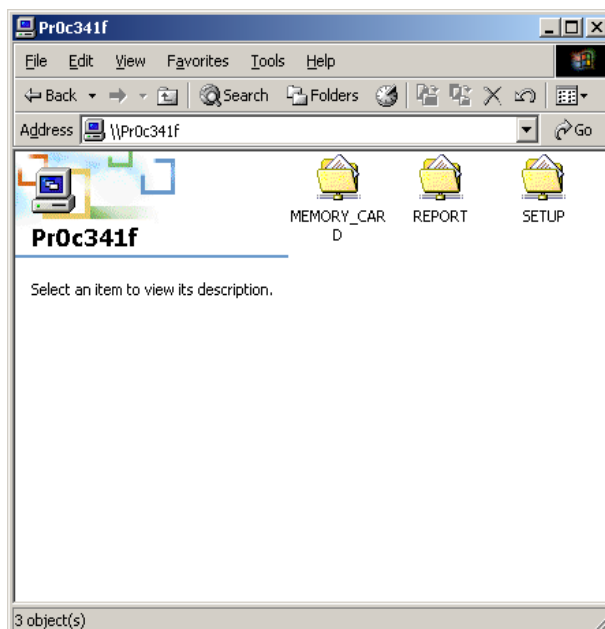 Pr0c341f
File Edit View Favorites Tools Help
Back Search Folders
Address \\Pr0c341f Go
MEMORY_CAR
D
REPORT
SETUP
Pr0c341f
Select an item to view its description.
3 object(s)